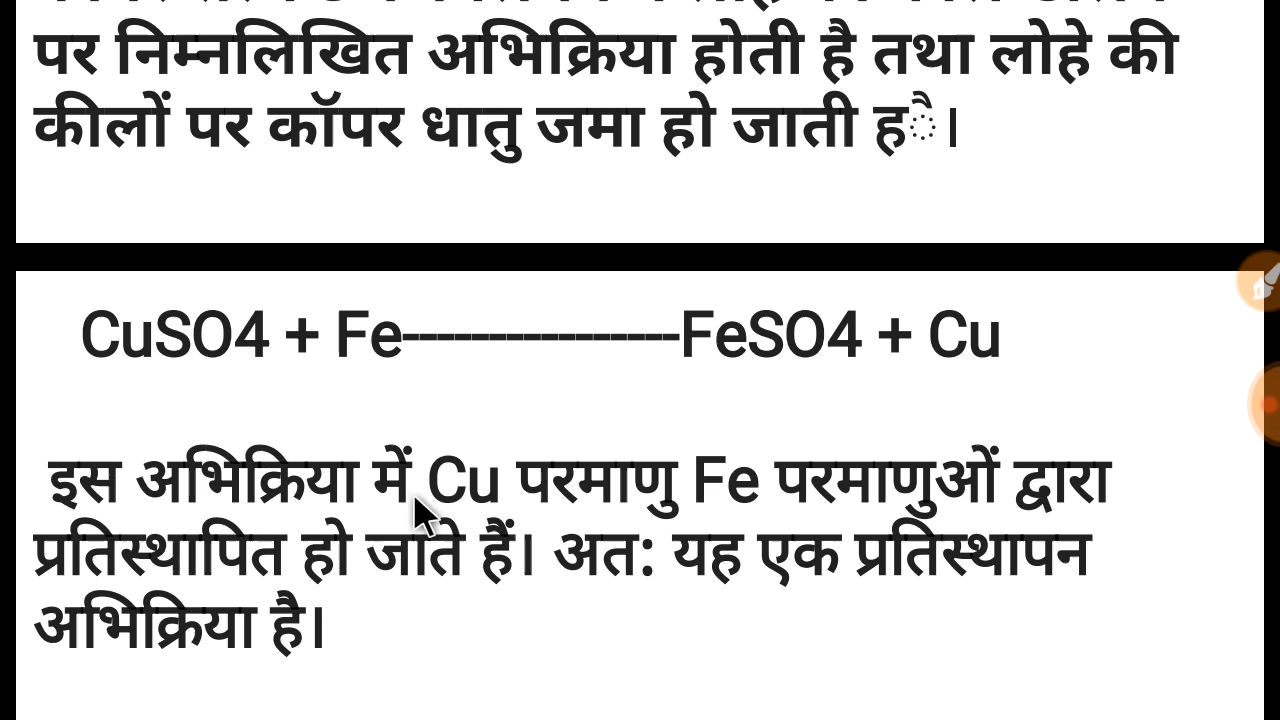 पर निम्नलिखित अभिक्रिया होती है तथा लोहे की
कीलों पर कॉपर धातु जमा हो जाती है।
CuSO4 + Fe----------------FeSO4 + Cu
इस अभिक्रिया में Cu परमाणु Fe परमाणुओं द्वारा
प्रतिस्थापित हो जाते हैं। अत: यह एक प्रतिस्थापन
अभिक्रिया है।